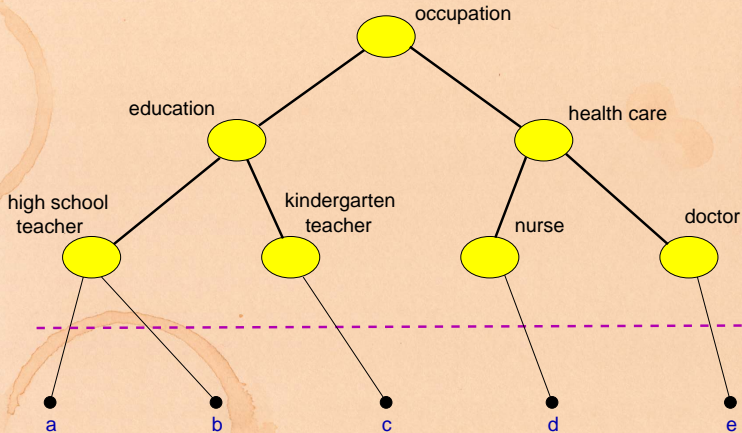 occupation
education
health care
high school
teacher
kindergarten
teacher
nurse
doctor
a
b
c
d
e